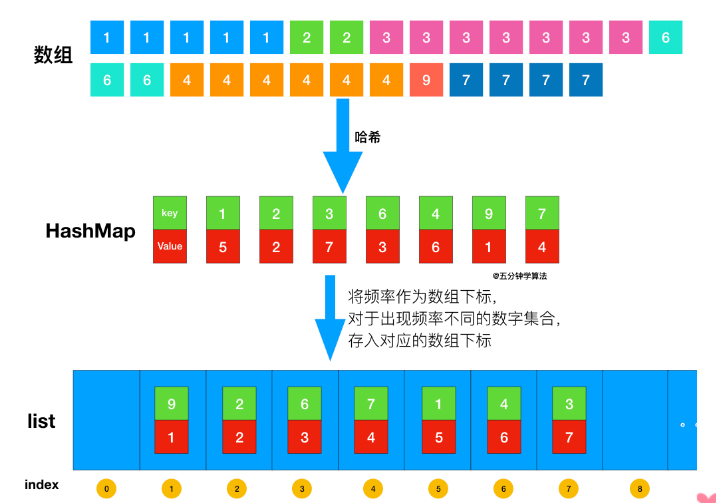 数组
1 1 1 1 1 2 2 3 3 3 3 3 3 3 6
6 6 4 4 4 4 4 4 9 7 7 7 7
哈希
HashMap
key 1 2 3 6 4 9 7
Value 5 2 7 3 6 1 4
@五分钟学算法
将频率作为数组下标，
对于出现频率不同的数字集合，
存入对应的数组下标
list
9 2 6 7 1 4 3
1 2 3 4 5 6 7
。。
index 0 1 2 3 4 5 6 7 8